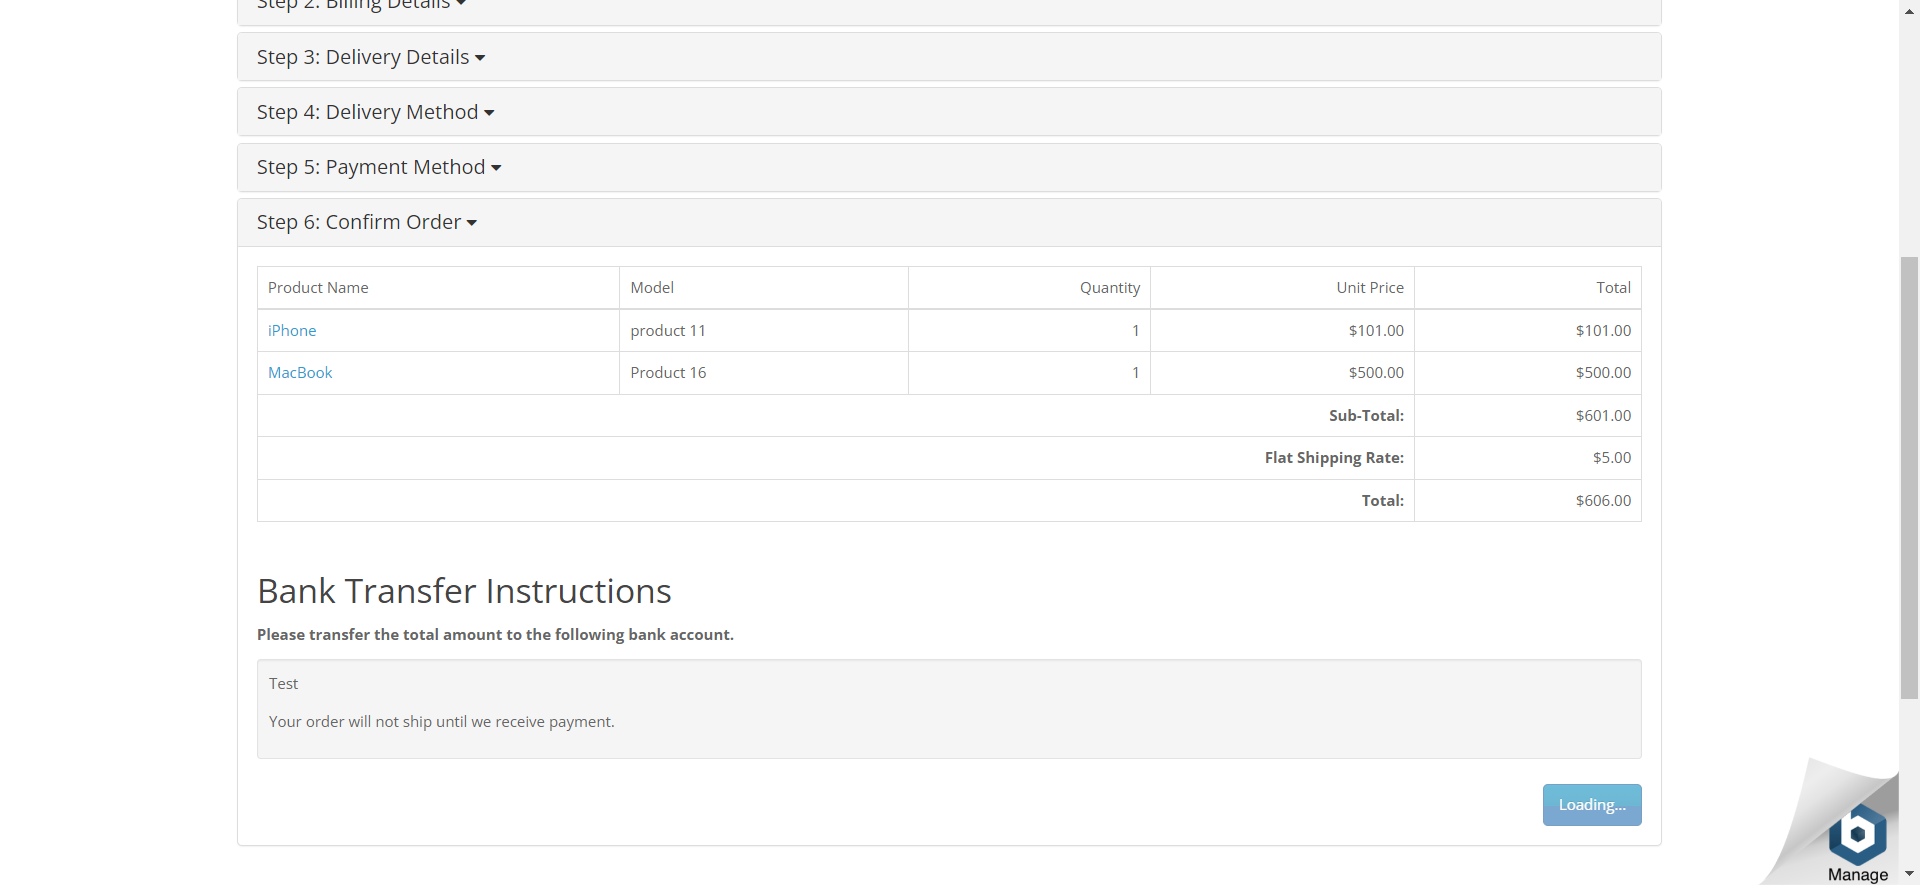 Step 2: Billing Details
Step 3: Delivery Details
Step 4: Delivery Method
Step 5: Payment Method
Step 6: Confirm Order
Product Name Model Quantity Unit Price Total
iPhone product 11 1 $101.00 $101.00
MacBook Product 16 1 $500.00 $500.00
Sub-Total: $601.00
Flat Shipping Rate: $5.00
Total: $606.00
Bank Transfer Instructions
Please transfer the total amount to the following bank account.
Test
Your order will not ship until we receive payment.
Loading...
Manage